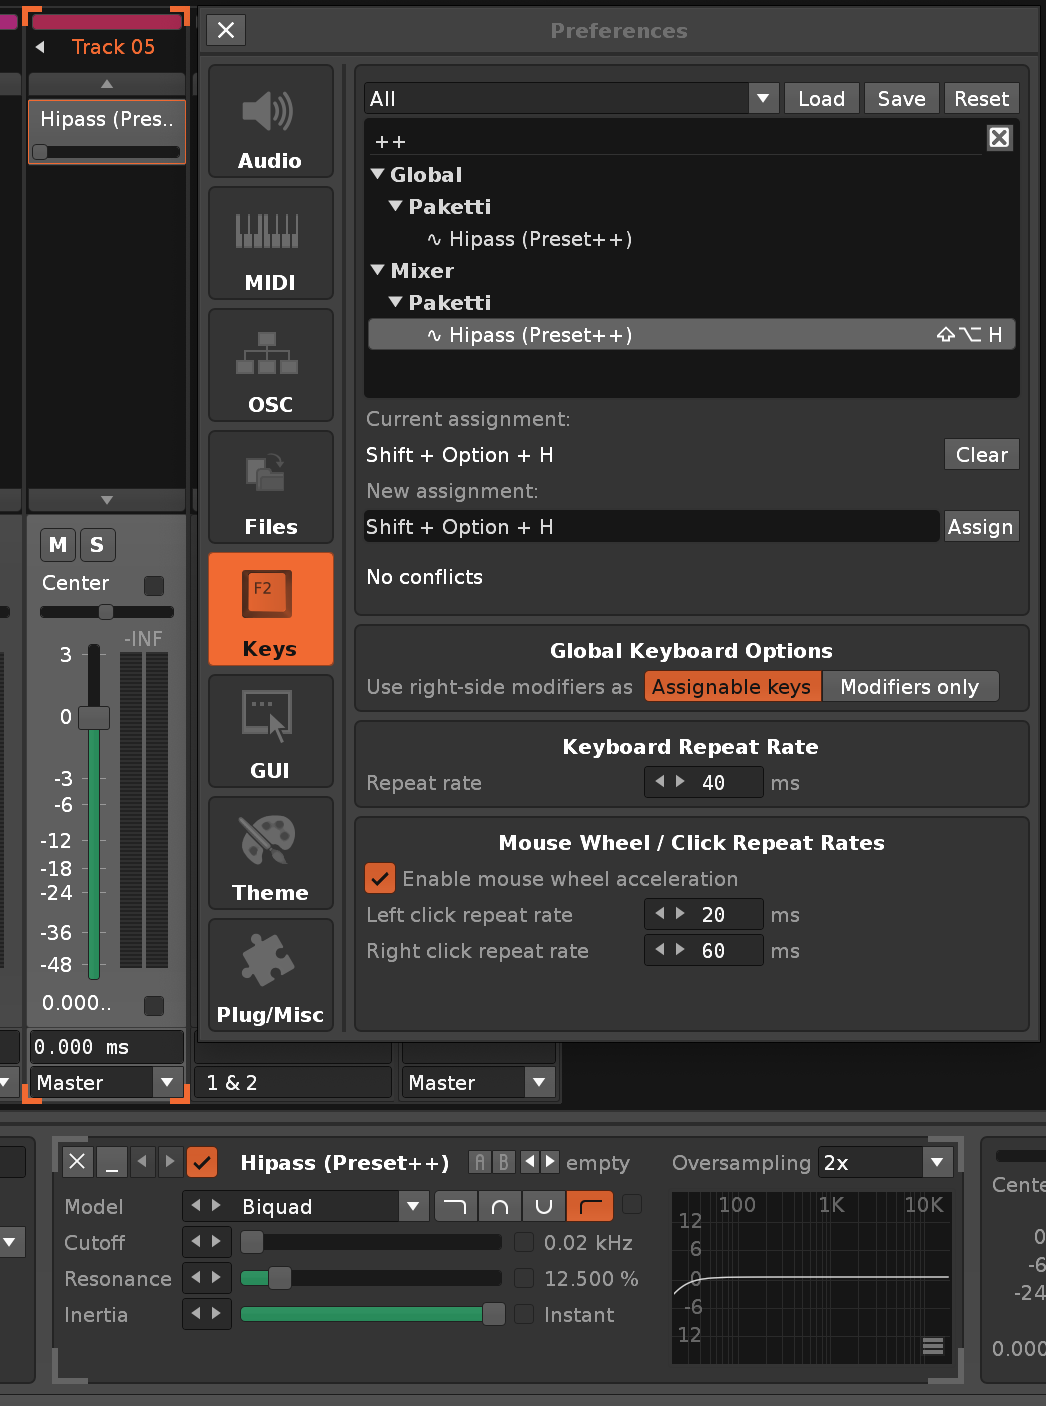 Track 05
Hipass (Pres..
M S
Center
-INF
3
0
-3
-6
-12
-18
-24
-36
-48
0.000..
0.000 ms
Master
1 & 2
Master
Preferences
Audio
MIDI
OSC
Files
F2
Keys
GUI
Theme
Plug/Misc
All
Load
Save
Reset
++
Global
Paketti
∿ Hipass (Preset++)
Mixer
Paketti
∿ Hipass (Preset++) ⇧⌥ H
Current assignment:
Shift + Option + H
Clear
New assignment:
Shift + Option + H
Assign
No conflicts
Global Keyboard Options
Use right-side modifiers as Assignable keys Modifiers only
Keyboard Repeat Rate
Repeat rate 40 ms
Mouse Wheel / Click Repeat Rates
Enable mouse wheel acceleration
Left click repeat rate 20 ms
Right click repeat rate 60 ms
Hipass (Preset++) A B empty Oversampling 2x
Model Biquad
Cutoff 0.02 kHz
Resonance 12.500 %
Inertia Instant
100 1K 10K
12
6
0
-6
12
Cente
0
-6
-24
0.000